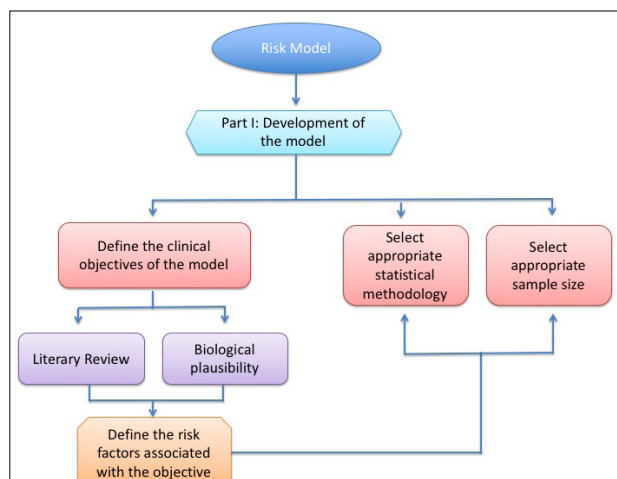 Risk Model
Part I: Development of
the model
Define the clinical
objectives of the model
Select
appropriate
statistical
methodology
Select
appropriate
sample size
Literary Review
Biological
plausibility
Define the risk
factors associated
with the objective